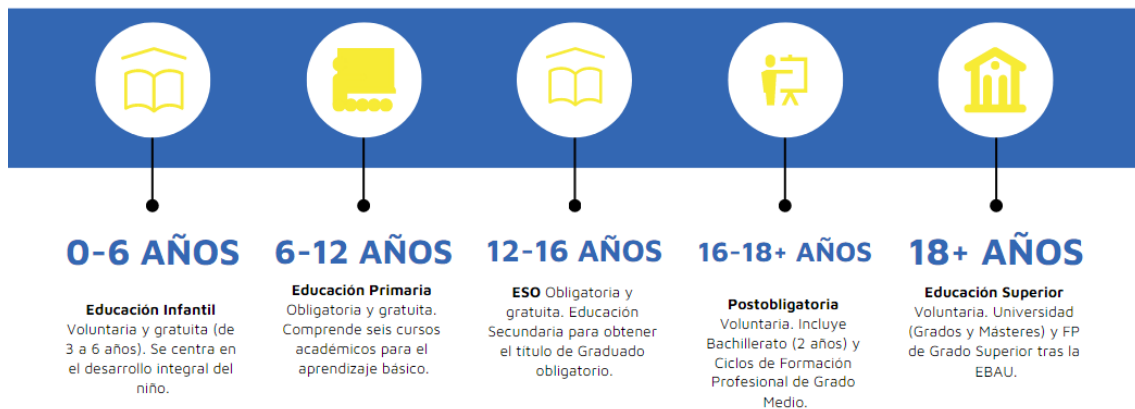 0-6 AÑOS
Educación Infantil
Voluntaria y gratuita (de
3 a 6 años). Se centra en
el desarrollo integral del
niño.
6-12 AÑOS
Educación Primaria
Obligatoria y gratuita.
Comprende seis cursos
académicos para el
aprendizaje básico.
12-16 AÑOS
ESO Obligatoria y
gratuita. Educación
Secundaria para obtener
el título de Graduado
obligatorio.
16-18+ AÑOS
Postobligatoria
Voluntaria. Incluye
Bachillerato (2 años) y
Ciclos de Formación
Profesional de Grado
Medio.
18+ AÑOS
Educación Superior
Voluntaria. Universidad
(Grados y Másteres) y FP
de Grado Superior tras la
EBAU.